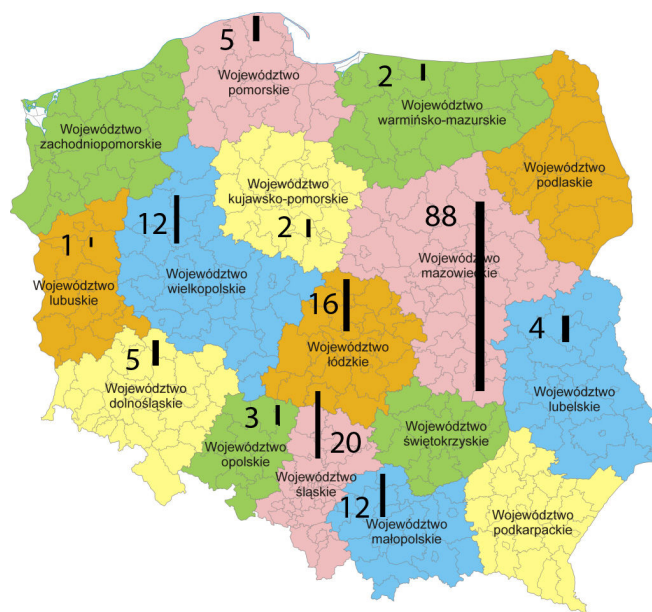 5
Województwo
pomorskie
2
Województwo
warmińsko-mazurskie
Województwo
zachodniopomorskie
Województwo
podlaskie
Województwo
kujawsko-pomorskie
2
12
Województwo
wielkopolskie
88
Województwo
mazowieckie
1
Województwo
lubuskie
16
Województwo
łódzkie
4
Województwo
lubelskie
5
Województwo
dolnośląskie
3
Województwo
opolskie
20
Województwo
śląskie
Województwo
świętokrzyskie
12
Województwo
małopolskie
Województwo
podkarpackie